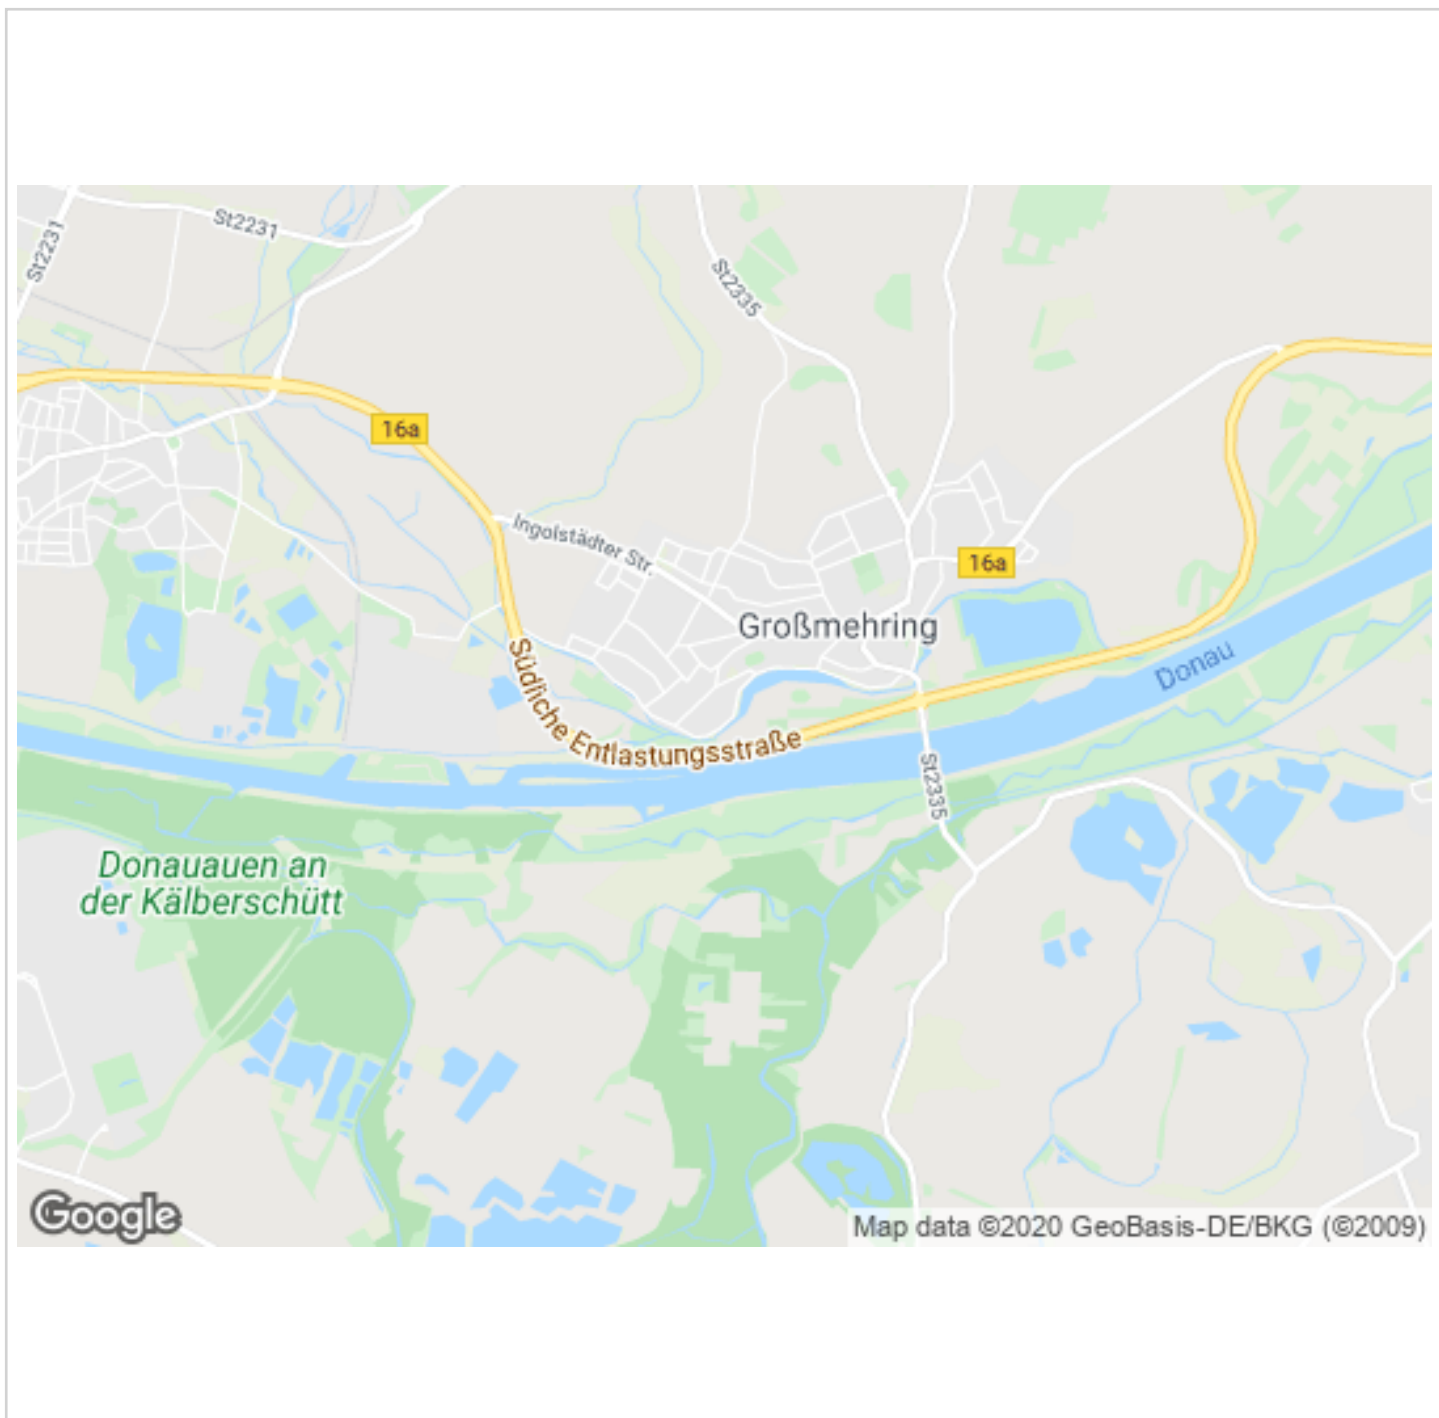 St2231
St2231
St2335
16a
Ingolstädter Str.
16a
Großmehring
Südliche Entlastungsstraße
Donau
St2335
Donauauen an
der Kälberschütt
Google
Map data ©2020 GeoBasis-DE/BKG (©2009)